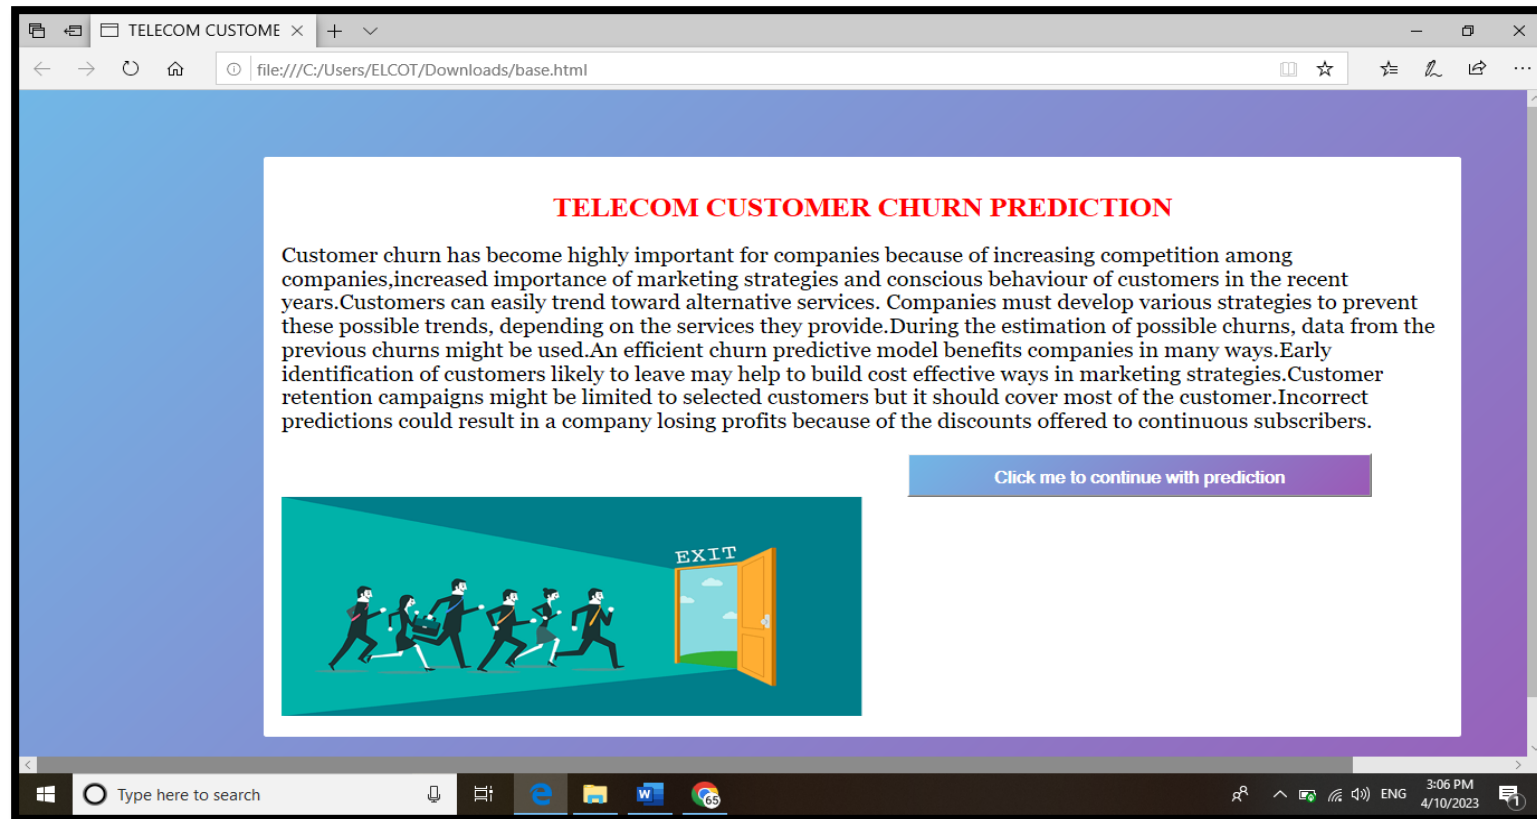 TELECOM CUSTOME
file:///C:/Users/ELCOT/Downloads/base.html
TELECOM CUSTOMER CHURN PREDICTION
Customer churn has become highly important for companies because of increasing competition among
companies,increased importance of marketing strategies and conscious behaviour of customers in the recent
years.Customers can easily trend toward alternative services. Companies must develop various strategies to prevent
these possible trends, depending on the services they provide.During the estimation of possible churns, data from the
previous churns might be used.An efficient churn predictive model benefits companies in many ways.Early
identification of customers likely to leave may help to build cost effective ways in marketing strategies.Customer
retention campaigns might be limited to selected customers but it should cover most of the customer.Incorrect
predictions could result in a company losing profits because of the discounts offered to continuous subscribers.
Click me to continue with prediction
EXIT
Type here to search
W
65
ENG
3:06 PM
4/10/2023
1